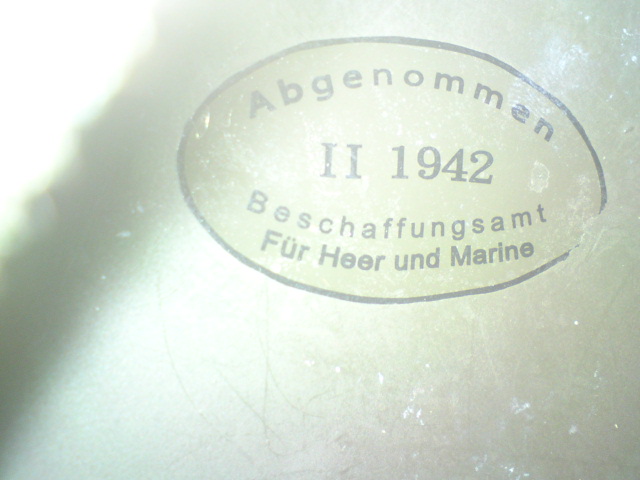 Abgenommen
II 1942
Beschaffungsamt
Für Heer und Marine